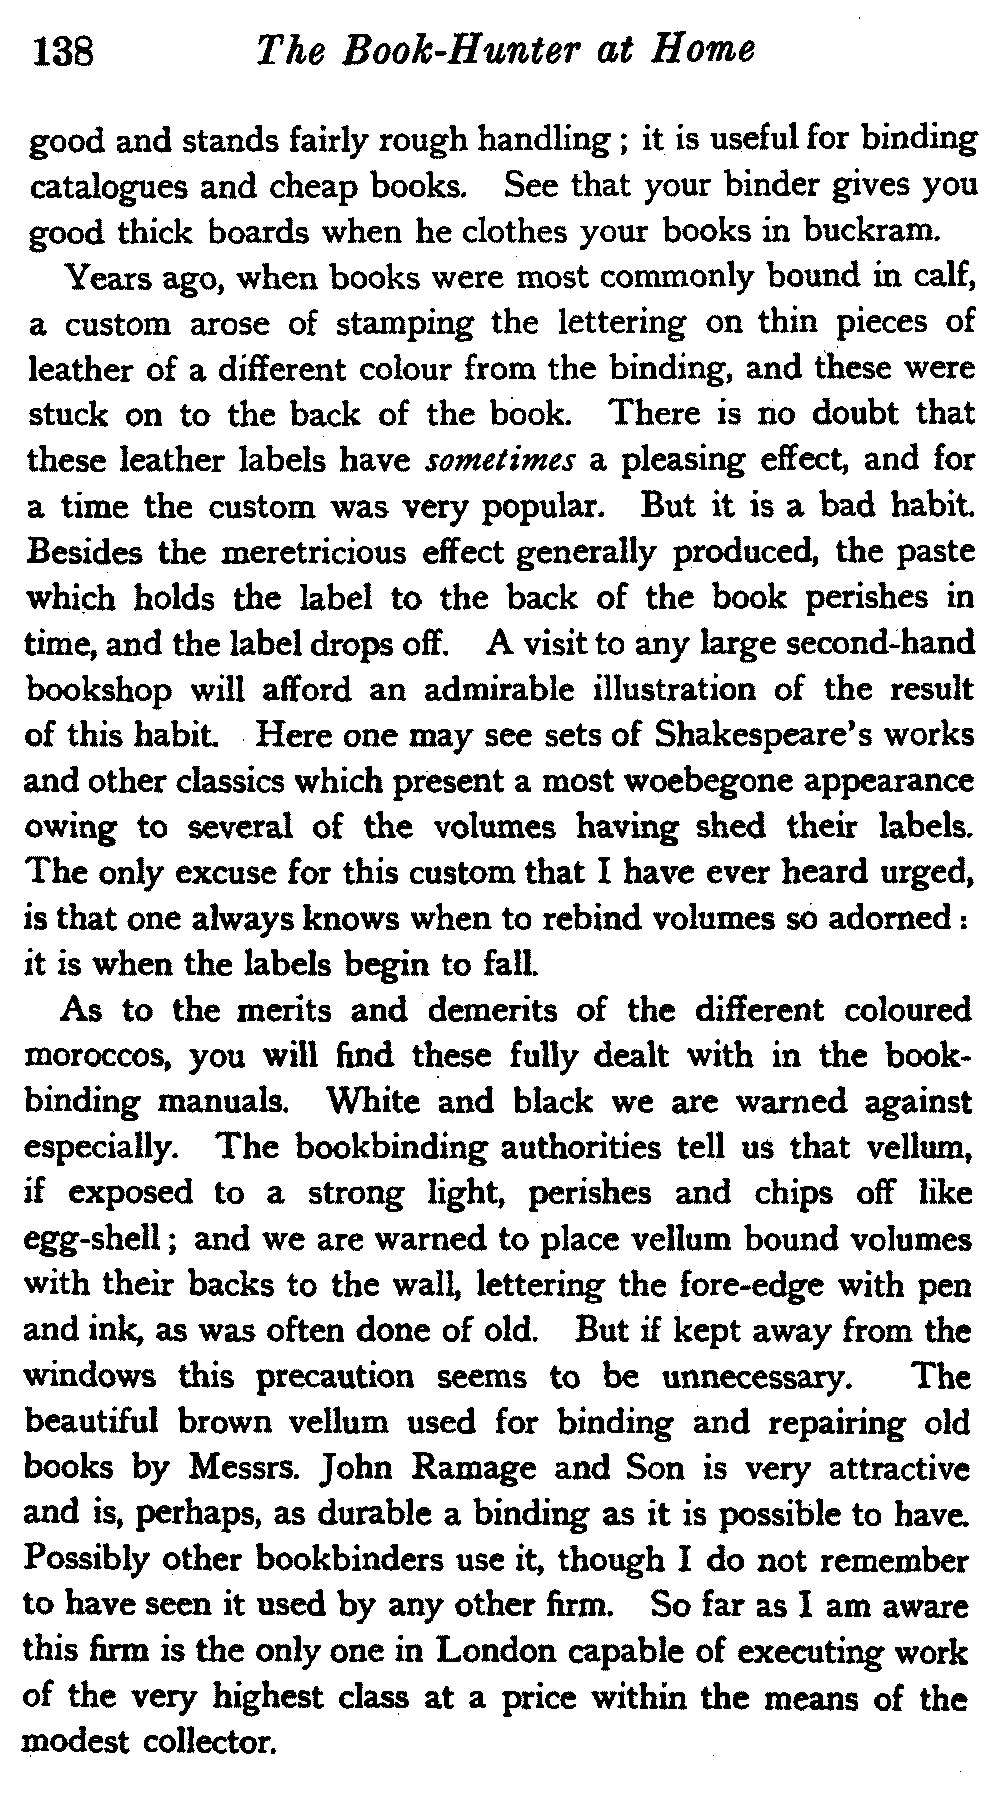 138 The Book-Hunter at Home
good and stands fairly rough handling ; it is useful for binding
catalogues and cheap books. See that your binder gives you
good thick boards when he clothes your books in buckram.
Years ago, when books were most commonly bound in calf,
a custom arose of stamping the lettering on thin pieces of
leather of a different colour from the binding, and these were
stuck on to the back of the book. There is no doubt that
these leather labels have sometimes a pleasing effect, and for
a time the custom was very popular. But it is a bad habit.
Besides the meretricious effect generally produced, the paste
which holds the label to the back of the book perishes in
time, and the label drops off. A visit to any large second-hand
bookshop will afford an admirable illustration of the result
of this habit. Here one may see sets of Shakespeare's works
and other classics which present a most woebegone appearance
owing to several of the volumes having shed their labels.
The only excuse for this custom that I have ever heard urged,
is that one always knows when to rebind volumes so adorned :
it is when the labels begin to fall.
As to the merits and demerits of the different coloured
moroccos, you will find these fully dealt with in the book-
binding manuals. White and black we are warned against
especially. The bookbinding authorities tell us that vellum,
if exposed to a strong light, perishes and chips off like
egg-shell ; and we are warned to place vellum bound volumes
with their backs to the wall, lettering the fore-edge with pen
and ink, as was often done of old. But if kept away from the
windows this precaution seems to be unnecessary. The
beautiful brown vellum used for binding and repairing old
books by Messrs. John Ramage and Son is very attractive
and is, perhaps, as durable a binding as it is possible to have.
Possibly other bookbinders use it, though I do not remember
to have seen it used by any other firm. So far as I am aware
this firm is the only one in London capable of executing work
of the very highest class at a price within the means of the
modest collector.